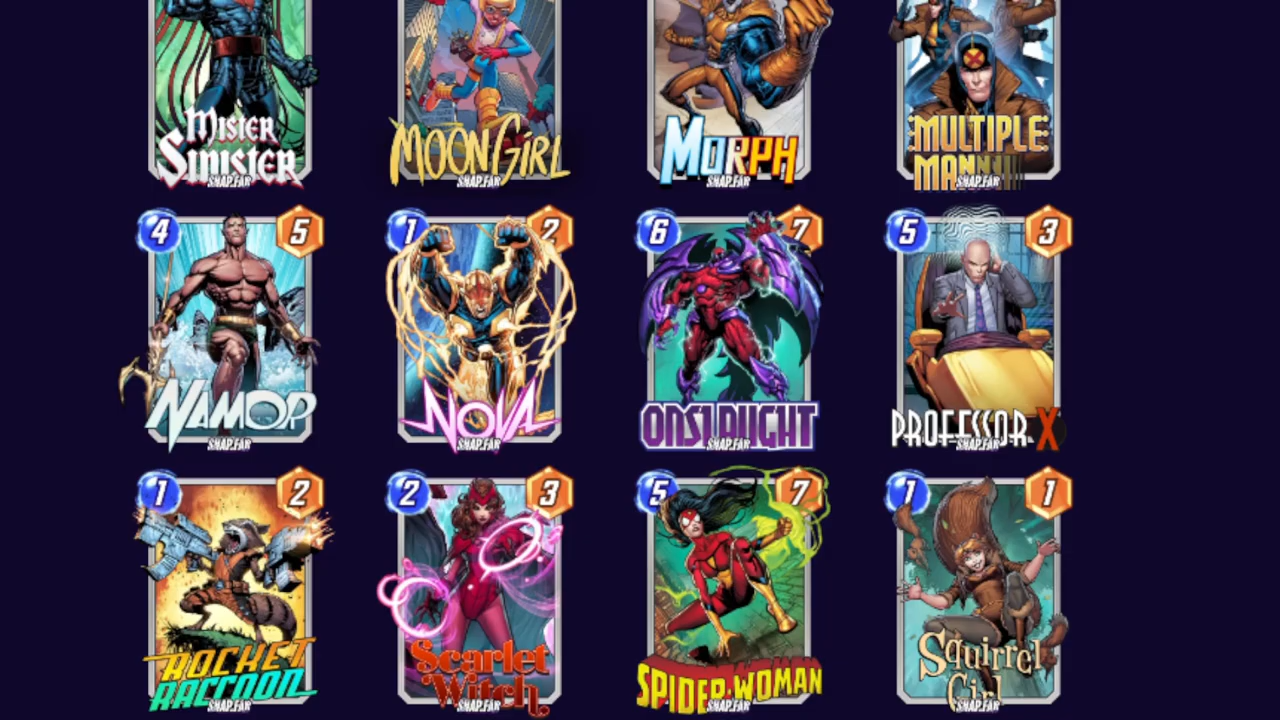 Mister
Sinister
SNAP.FAN
Moon Girl
SNAP.FAN
Morph
SNAP.FAN
Multiple
Man
SNAP.FAN
4 5
Namor
SNAP.FAN
1 2
Nova
SNAP.FAN
6 7
Onslaught
SNAP.FAN
5 3
Professor X
SNAP.FAN
1 2
Rocket
Raccoon
SNAP.FAN
2 3
Scarlet
Witch
SNAP.FAN
5 7
Spider-Woman
SNAP.FAN
1 1
Squirrel
Girl
SNAP.FAN